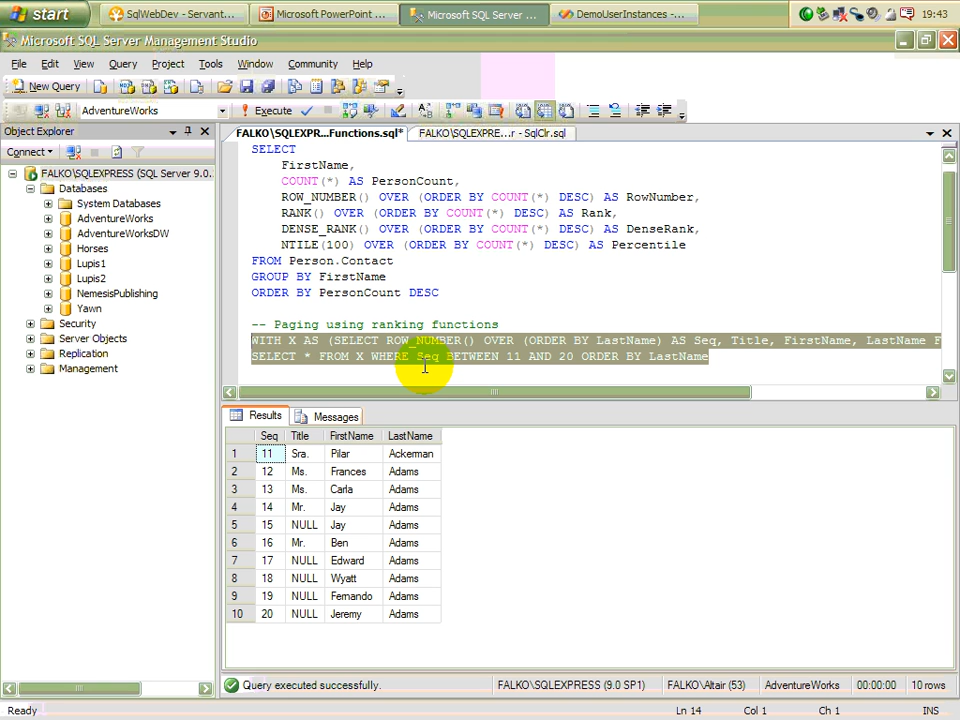 start
SqlWebDev - Servant...
Microsoft PowerPoint ...
Microsoft SQL Server ...
DemoUserInstances - ...
19:43
Microsoft SQL Server Management Studio
File Edit View Query Project Tools Window Community Help
New Query
AdventureWorks
Execute
Object Explorer
FALKO\SQLEXPR...Functions.sql*
FALKO\SQLEXPRE...r - SqlClr.sql
Connect
FALKO\SQLEXPRESS (SQL Server 9.0.
Databases
System Databases
AdventureWorks
AdventureWorksDW
Horses
Lupis1
Lupis2
NemesisPublishing
Yawn
Security
Server Objects
Replication
Management
SELECT
FirstName,
COUNT(*) AS PersonCount,
ROW_NUMBER() OVER (ORDER BY COUNT(*) DESC) AS RowNumber,
RANK() OVER (ORDER BY COUNT(*) DESC) AS Rank,
DENSE_RANK() OVER (ORDER BY COUNT(*) DESC) AS DenseRank,
NTILE(100) OVER (ORDER BY COUNT(*) DESC) AS Percentile
FROM Person.Contact
GROUP BY FirstName
ORDER BY PersonCount DESC
-- Paging using ranking functions
WITH X AS (SELECT ROW_NUMBER() OVER (ORDER BY LastName) AS Seq, Title, FirstName, LastName F
SELECT * FROM X WHERE Seq BETWEEN 11 AND 20 ORDER BY LastName
Results Messages
Seq Title FirstName LastName
1 11 Sra. Pilar Ackerman
2 12 Ms. Frances Adams
3 13 Ms. Carla Adams
4 14 Mr. Jay Adams
5 15 NULL Jay Adams
6 16 Mr. Ben Adams
7 17 NULL Edward Adams
8 18 NULL Wyatt Adams
9 19 NULL Fernando Adams
10 20 NULL Jeremy Adams
Query executed successfully.
FALKO\SQLEXPRESS (9.0 SP1)
FALKO\Altair (53)
AdventureWorks
00:00:00
10 rows
Ready
Ln 14
Col 1
Ch 1
INS